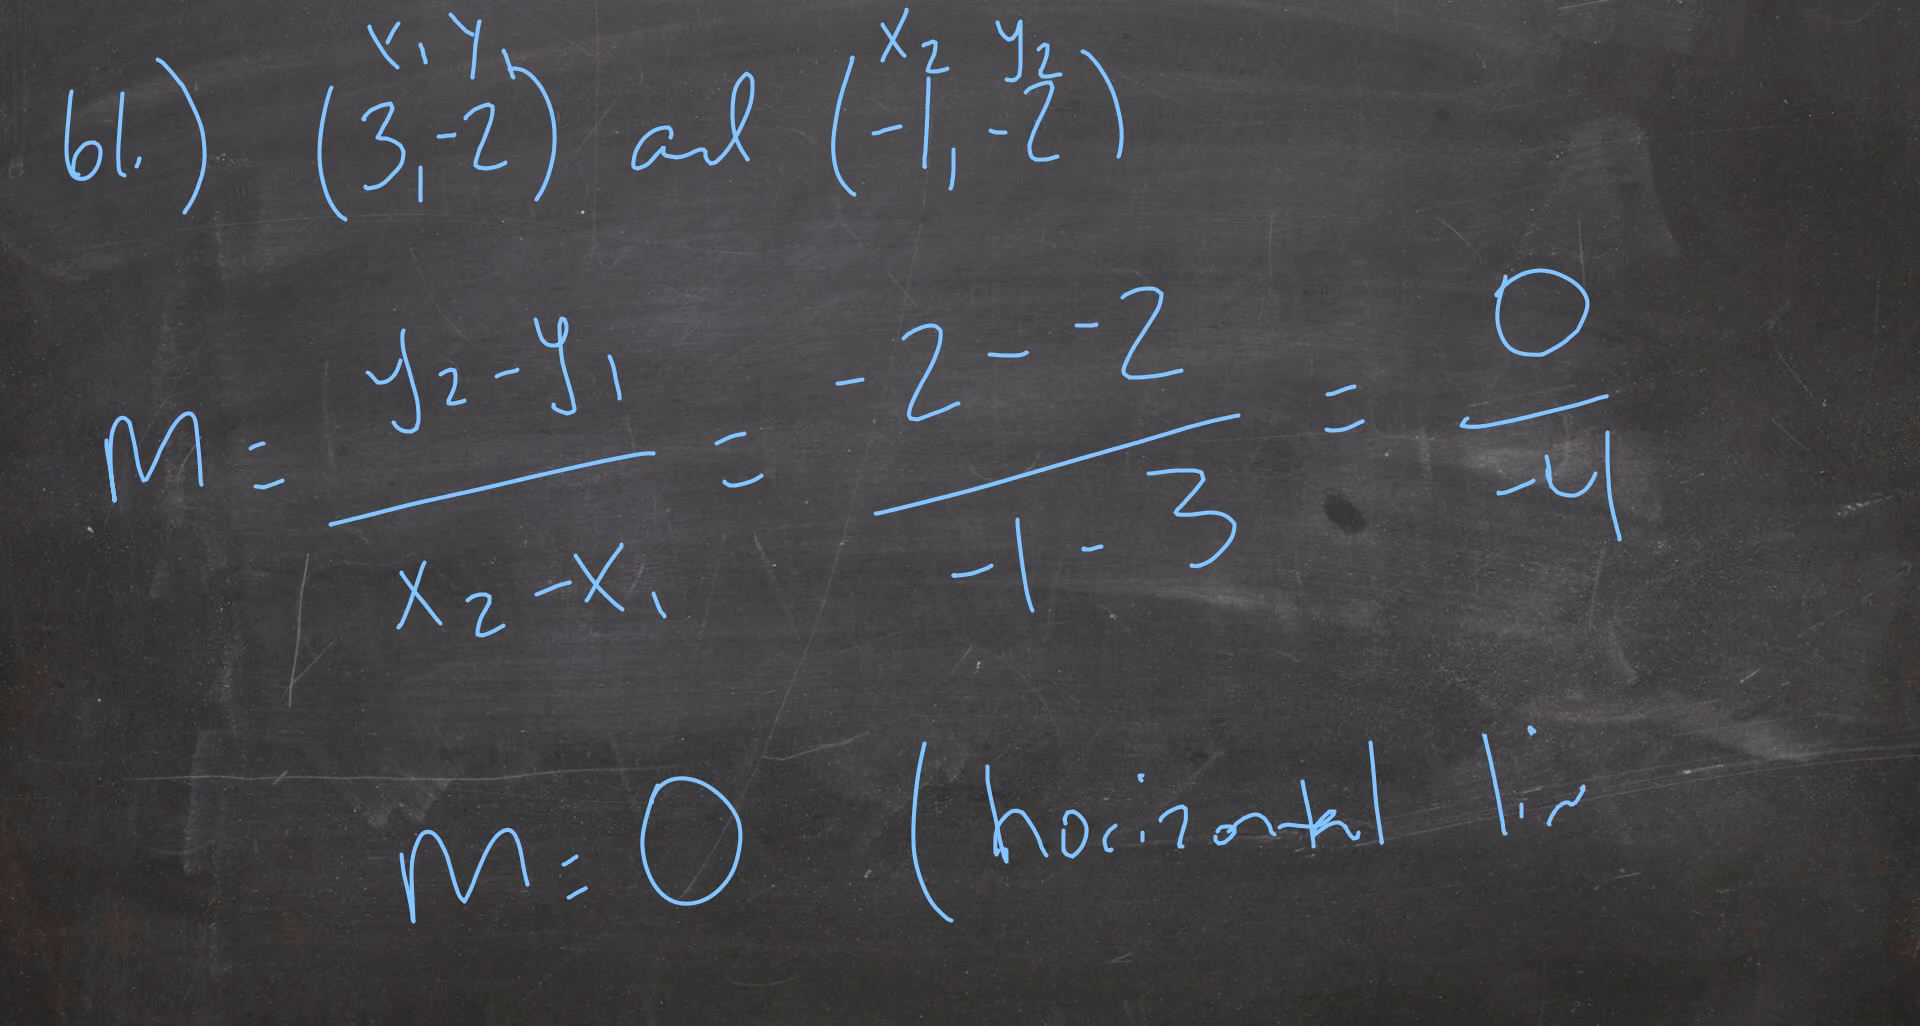 x₁ y₁ x₂ y₂
61.) (3,-2) and (-1,-2)
m = y₂-y₁ / x₂-x₁ = -2 - -2 / -1 - 3 = 0 / -4
m = 0 (horizontal lin